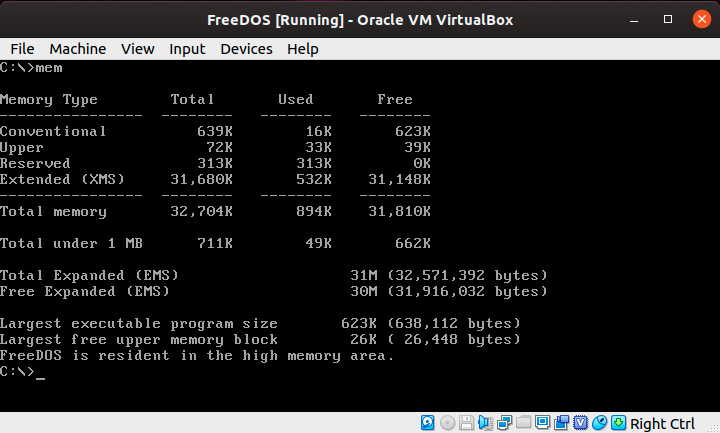 FreeDOS [Running] - Oracle VM VirtualBox
File Machine View Input Devices Help
C:\>mem
Memory Type Total Used Free
---------------- -------- -------- --------
Conventional 639K 16K 623K
Upper 72K 33K 39K
Reserved 313K 313K 0K
Extended (XMS) 31,680K 532K 31,148K
---------------- -------- -------- --------
Total memory 32,704K 894K 31,810K
Total under 1 MB 711K 49K 662K
Total Expanded (EMS) 31M (32,571,392 bytes)
Free Expanded (EMS) 30M (31,916,032 bytes)
Largest executable program size 623K (638,112 bytes)
Largest free upper memory block 26K ( 26,448 bytes)
FreeDOS is resident in the high memory area.
C:\>_
Right Ctrl